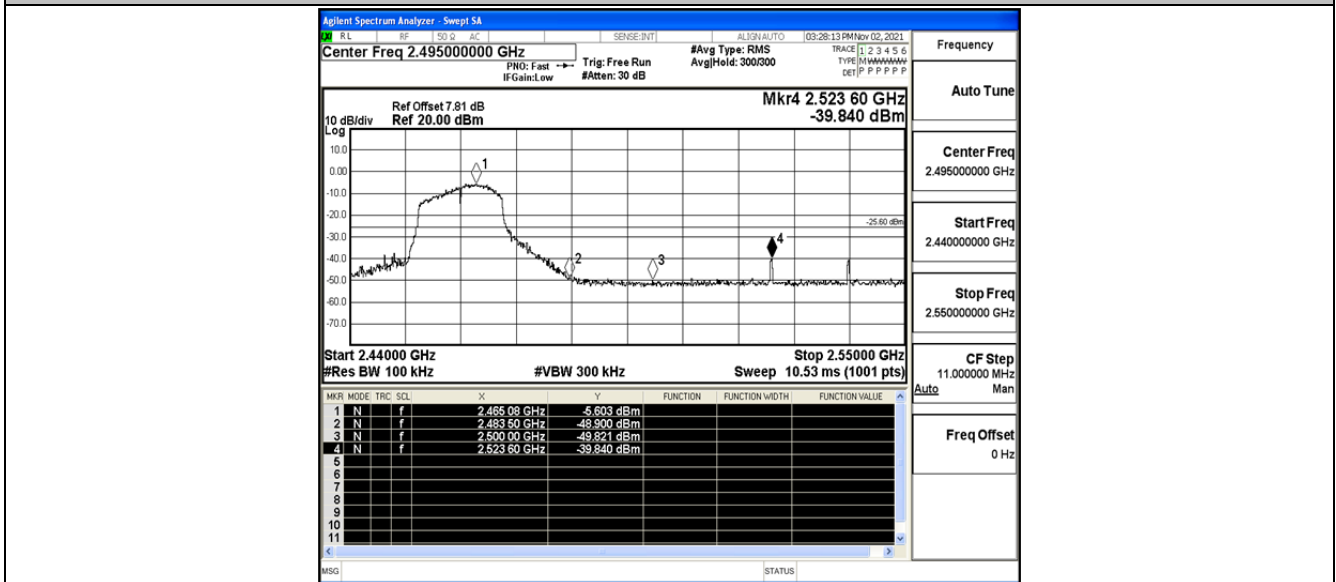 Agilent Spectrum Analyzer - Swept SA
RL RF 50 Ω AC SENSE:INT ALIGN AUTO 03:28:13 PM Nov 02, 2021
Center Freq 2.495000000 GHz
PNO: Fast
IFGain:Low
Trig: Free Run
#Atten: 30 dB
#Avg Type: RMS
Avg|Hold: 300/300
TRACE 1 2 3 4 5 6
TYPE M W W W W W
DET P P P P P P
Ref Offset 7.81 dB
10 dB/div Ref 20.00 dBm
Log
Mkr4 2.523 60 GHz
-39.840 dBm
10.0
0.00
-10.0
-20.0
-30.0
-40.0
-50.0
-60.0
-70.0
1
2
3
4
-25.60 dBm
Start 2.44000 GHz Stop 2.55000 GHz
#Res BW 100 kHz #VBW 300 kHz Sweep 10.53 ms (1001 pts)
MKR MODE TRC SCL X Y FUNCTION FUNCTION WIDTH FUNCTION VALUE
1 N f 2.465 08 GHz -5.603 dBm
2 N f 2.483 50 GHz -48.900 dBm
3 N f 2.500 00 GHz -49.821 dBm
4 N f 2.523 60 GHz -39.840 dBm
5
6
7
8
9
10
11
MSG STATUS
Frequency
Auto Tune
Center Freq
2.495000000 GHz
Start Freq
2.440000000 GHz
Stop Freq
2.550000000 GHz
CF Step
11.000000 MHz
Auto Man
Freq Offset
0 Hz